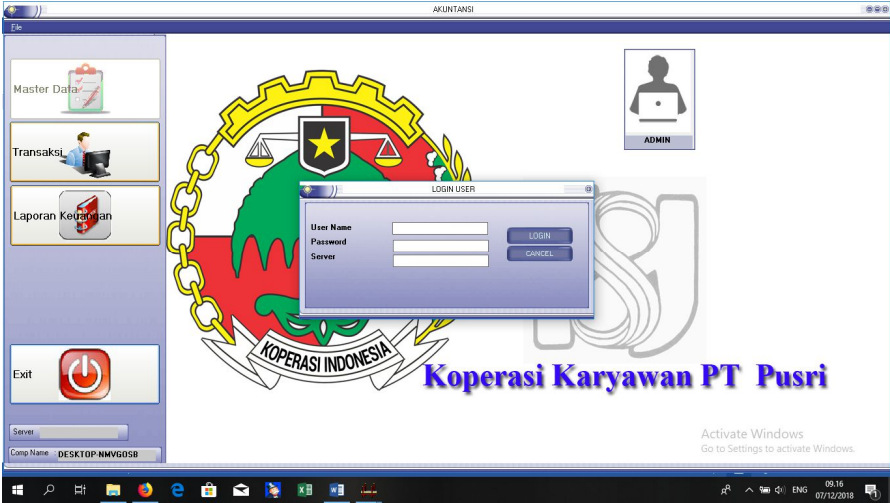 AKUNTANSI
File
Master Data
Transaksi
Laporan Keuangan
Exit
Server
Comp Name : DESKTOP-NMVGOSB
ADMIN
LOGIN USER
User Name
Password
Server
LOGIN
CANCEL
KOPERASI INDONESIA
Koperasi Karyawan PT Pusri
Activate Windows
Go to Settings to activate Windows.
ENG
09.16
07/12/2018